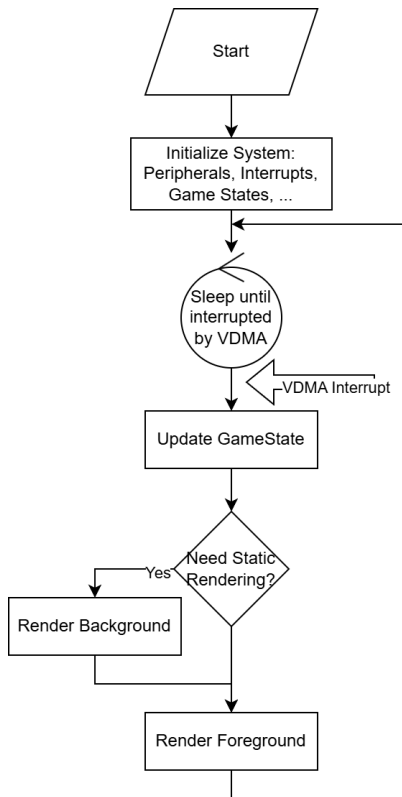 Start
Initialize System:
Peripherals, Interrupts,
Game States, ...
Sleep until
interrupted
by VDMA
VDMA Interrupt
Update GameState
Need Static
Rendering?
Yes
Render Background
Render Foreground